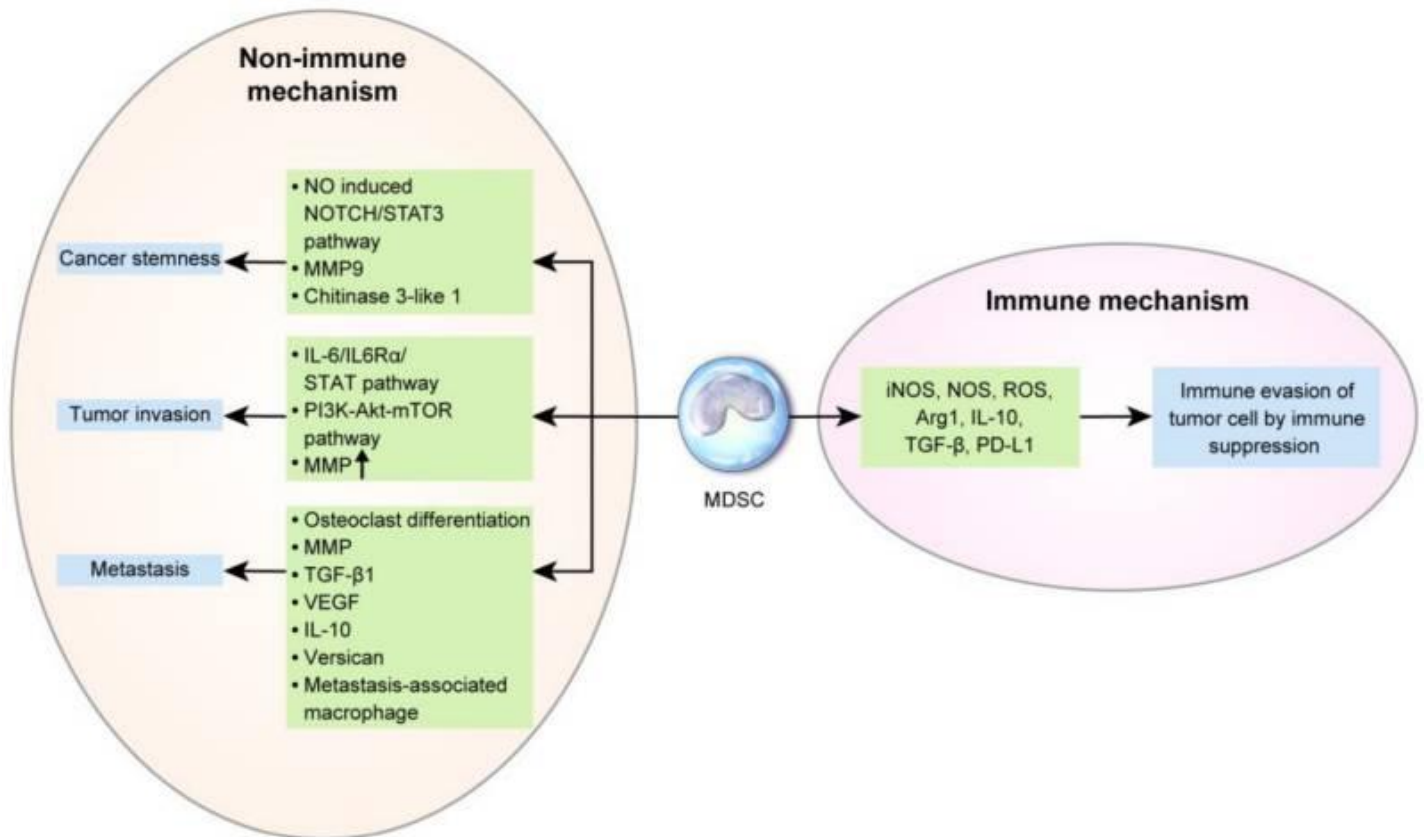 Non-immune
mechanism
• NO induced
NOTCH/STAT3
pathway
• MMP9
• Chitinase 3-like 1
Cancer stemness
• IL-6/IL6Rα/
STAT pathway
• PI3K-Akt-mTOR
pathway
• MMP↑
Tumor invasion
• Osteoclast differentiation
• MMP
• TGF-β1
• VEGF
• IL-10
• Versican
• Metastasis-associated
macrophage
Metastasis
MDSC
Immune mechanism
iNOS, NOS, ROS,
Arg1, IL-10,
TGF-β, PD-L1
Immune evasion of
tumor cell by immune
suppression